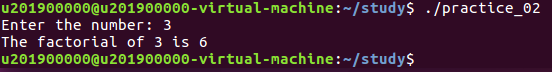 u201900000@u201900000-virtual-machine:~/study$ ./practice_02
Enter the number: 3
The factorial of 3 is 6
u201900000@u201900000-virtual-machine:~/study$